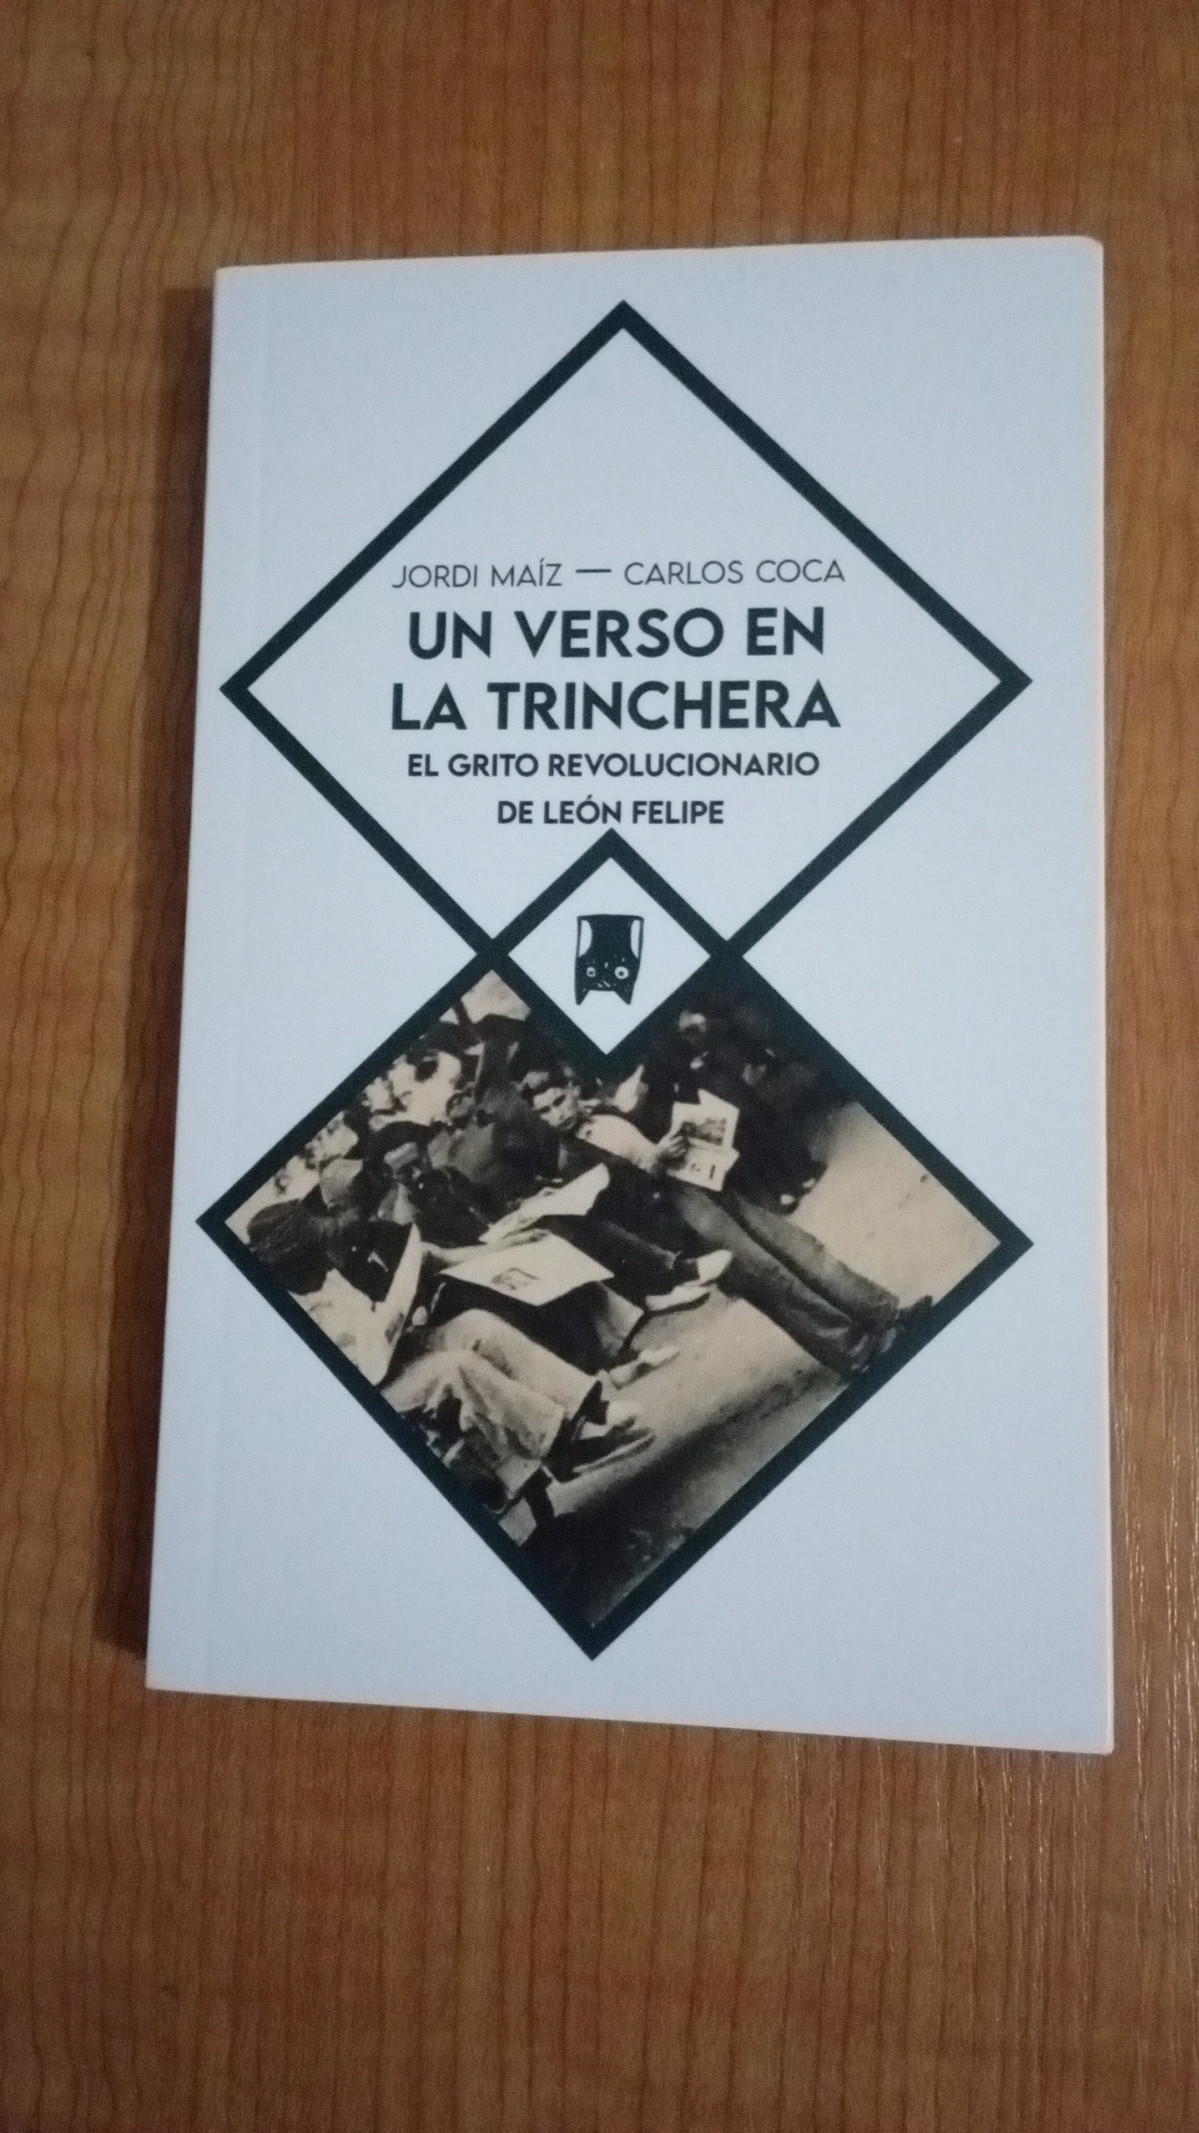 JORDI MAÍZ — CARLOS COCA
UN VERSO EN
LA TRINCHERA
EL GRITO REVOLUCIONARIO
DE LEÓN FELIPE